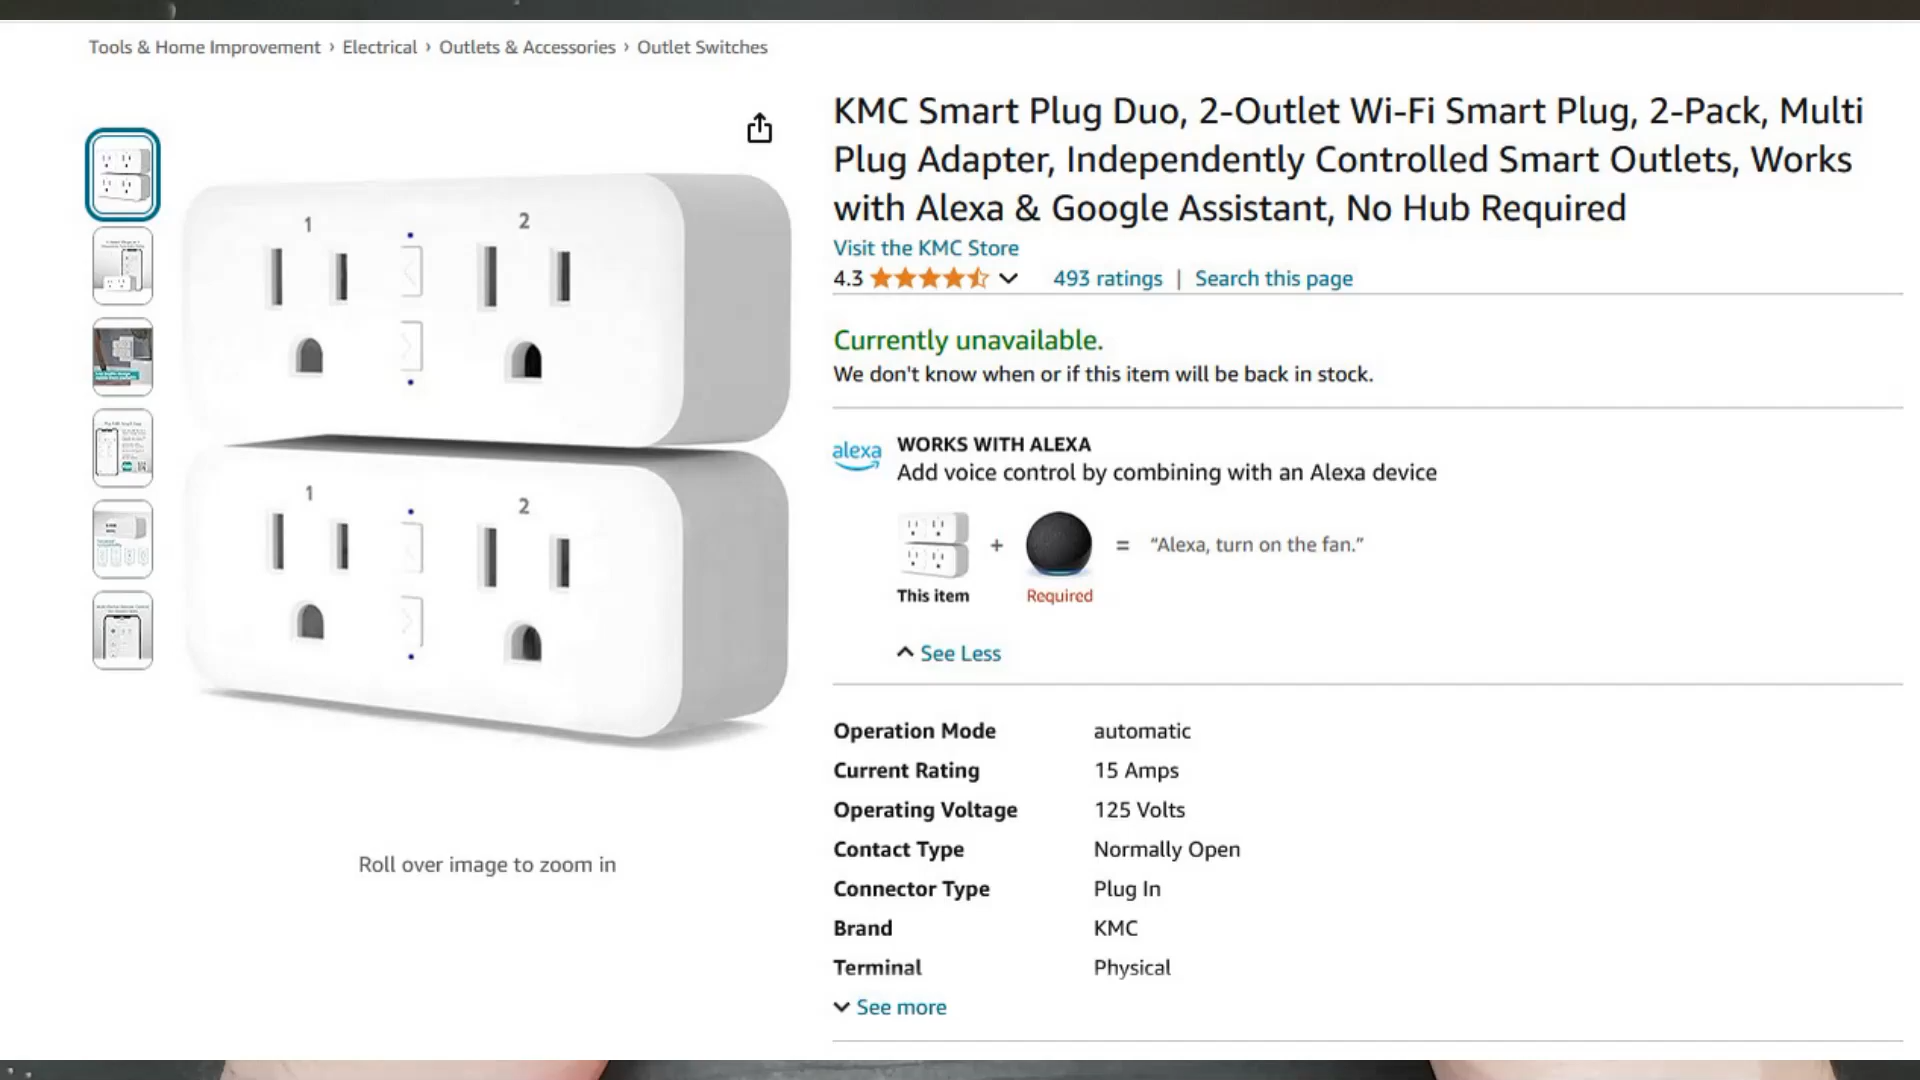 Tools & Home Improvement › Electrical › Outlets & Accessories › Outlet Switches
KMC Smart Plug Duo, 2-Outlet Wi-Fi Smart Plug, 2-Pack, Multi
Plug Adapter, Independently Controlled Smart Outlets, Works
with Alexa & Google Assistant, No Hub Required
Visit the KMC Store
4.3 493 ratings | Search this page
Currently unavailable.
We don't know when or if this item will be back in stock.
alexa
WORKS WITH ALEXA
Add voice control by combining with an Alexa device
+ = “Alexa, turn on the fan.”
This item Required
See Less
Operation Mode automatic
Current Rating 15 Amps
Operating Voltage 125 Volts
Contact Type Normally Open
Connector Type Plug In
Brand KMC
Terminal Physical
See more
1 2
1 2
Roll over image to zoom in